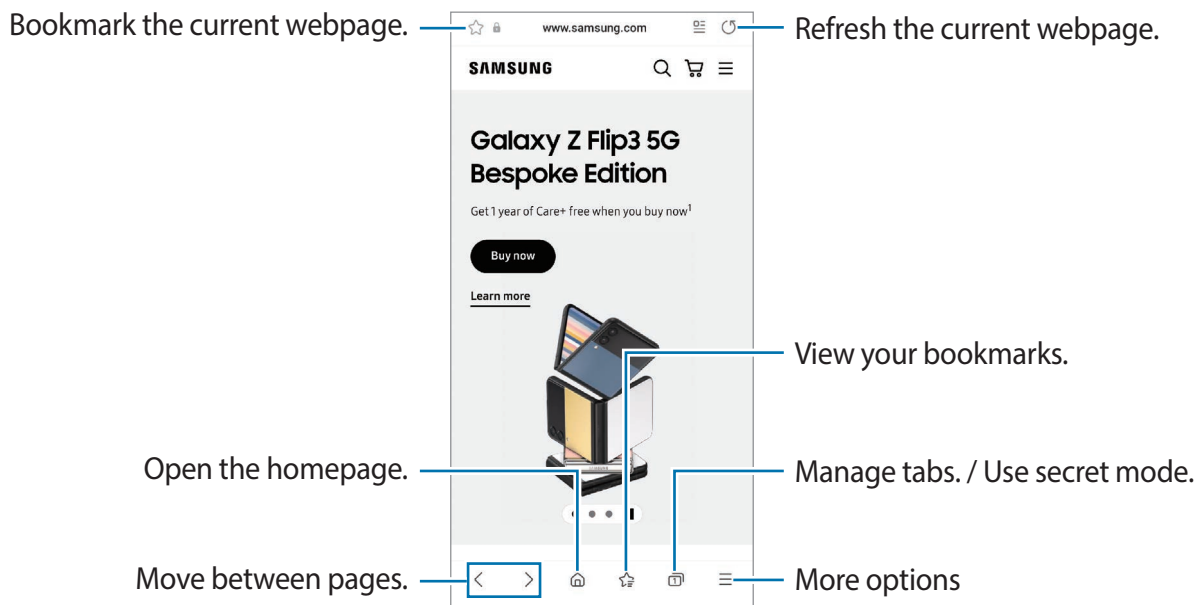 Bookmark the current webpage.
www.samsung.com
Refresh the current webpage.
SAMSUNG
Galaxy Z Flip3 5G
Bespoke Edition
Get 1 year of Care+ free when you buy now1
Buy now
Learn more
View your bookmarks.
Open the homepage.
Manage tabs. / Use secret mode.
Move between pages.
1
More options